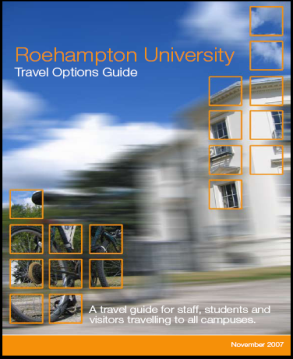 Roehampton University
Travel Options Guide
A travel guide for staff, students and
visitors travelling to all campuses.
November 2007